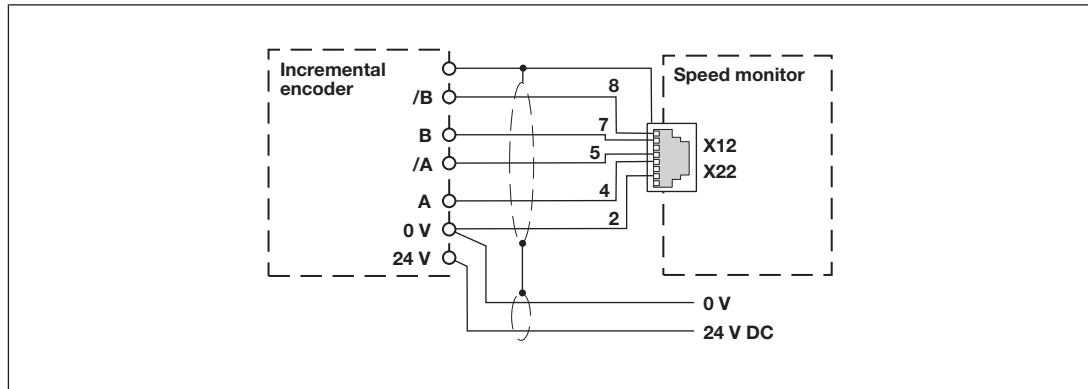 Incremental
encoder
Speed monitor
/B
8
B
7
/A
5
A
4
0 V
2
24 V
X12
X22
0 V
24 V DC